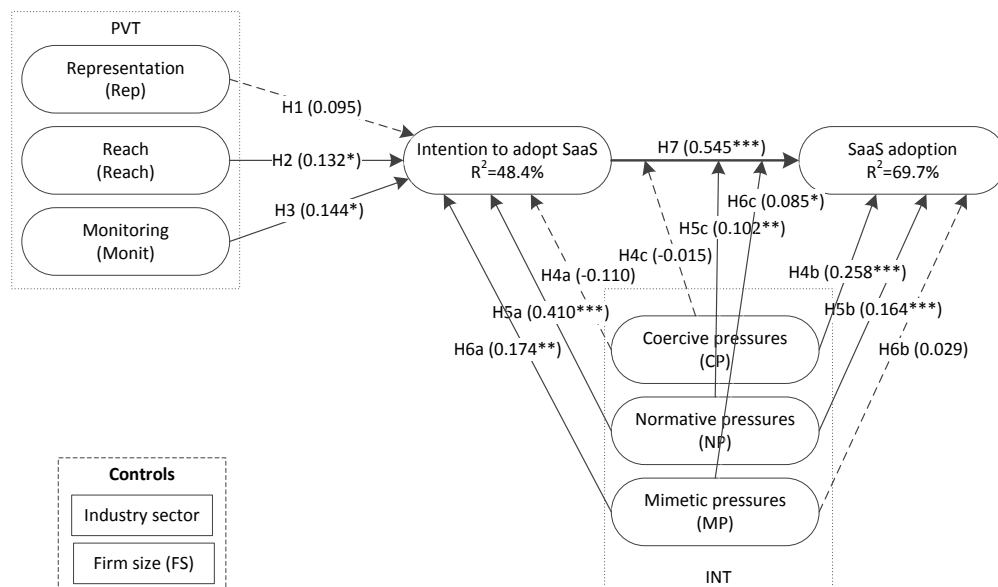 PVT
Representation
(Rep)
H1 (0.095)
Reach
(Reach)
H2 (0.132*)
Monitoring
(Monit)
H3 (0.144*)
Intention to adopt SaaS
R²=48.4%
H7 (0.545***)
SaaS adoption
R²=69.7%
H6c (0.085*)
H5c (0.102**)
H4c (-0.015)
H4a (-0.110)
H5a (0.410***)
H6a (0.174**)
H4b (0.258***)
H5b (0.164***)
H6b (0.029)
Coercive pressures
(CP)
Normative pressures
(NP)
Mimetic pressures
(MP)
INT
Controls
Industry sector
Firm size (FS)